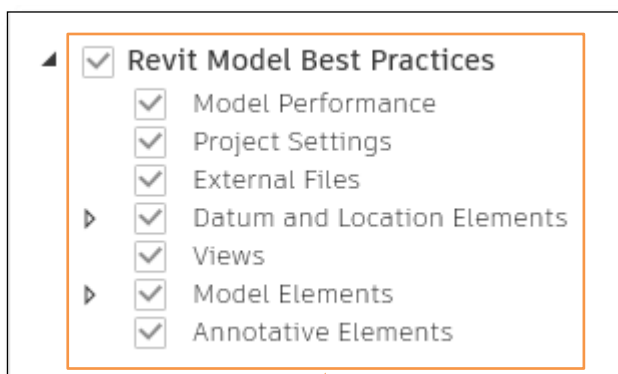 Revit Model Best Practices
Model Performance
Project Settings
External Files
Datum and Location Elements
Views
Model Elements
Annotative Elements